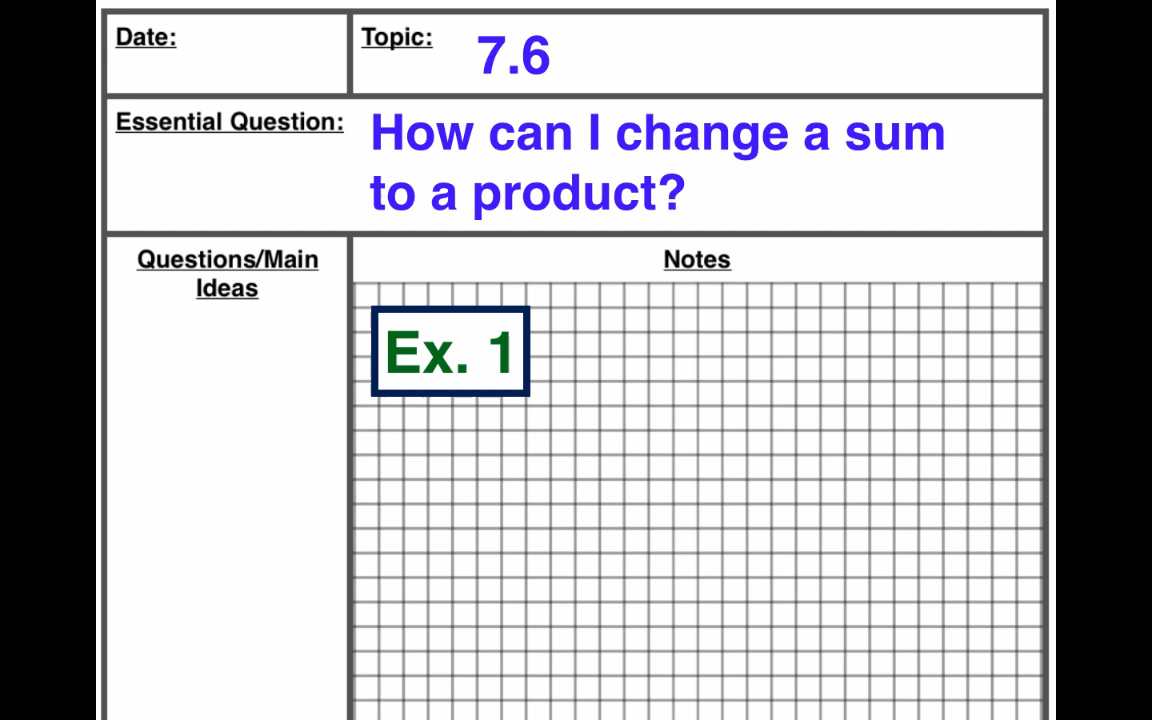 Date:
Topic: 7.6
Essential Question: How can I change a sum
to a product?
Questions/Main
Ideas
Notes
Ex. 1